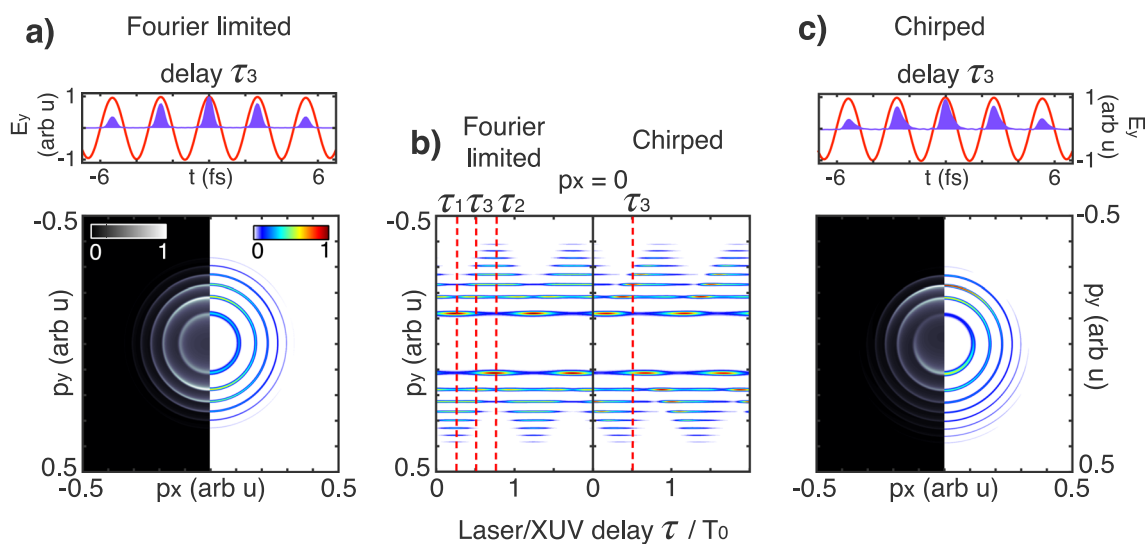 a)
Fourier limited
delay τ3
E_y
(arb u)
1
-1
-6
t (fs)
6
-0.5
0
1
0
1
py (arb u)
0.5
-0.5
px (arb u)
0.5
b)
Fourier
limited
Chirped
px = 0
τ1
τ3
τ2
τ3
-0.5
py (arb u)
0.5
0
1
0
1
Laser/XUV delay τ / T0
c)
Chirped
delay τ3
1
-1
E_y
(arb u)
-6
t (fs)
6
-0.5
py (arb u)
0.5
-0.5
px (arb u)
0.5